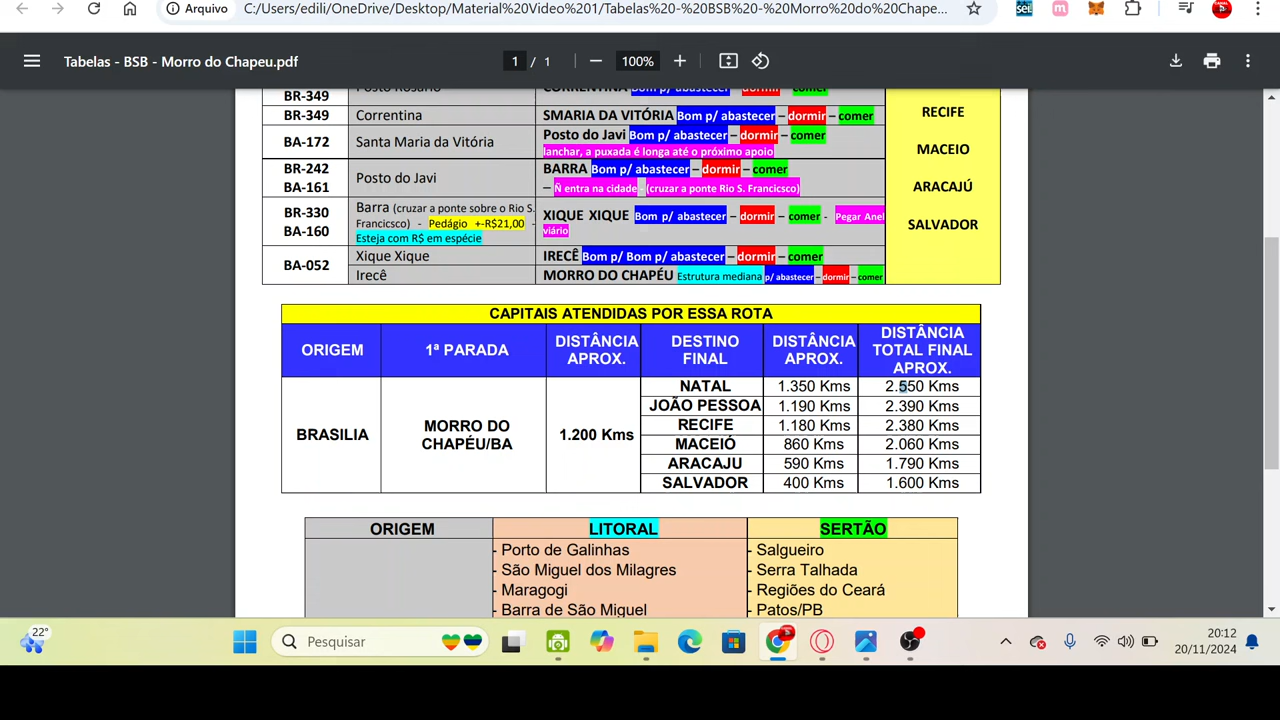 Arquivo C:/Users/edili/OneDrive/Desktop/Material%20Video%201/Tabelas%20-%20BSB%20-%20Morro%20do%20Chape...
Tabelas - BSB - Morro do Chapeu.pdf 1 / 1 100%
BR-349 Posto Rosário CORRENTINA Bom p/ abastecer – dormir – comer
BR-349 Correntina SMARIA DA VITÓRIA Bom p/ abastecer – dormir – comer
BA-172 Santa Maria da Vitória Posto do Javi Bom p/ abastecer – dormir – comer
lanchar, a puxada é longa até o próximo apoio
BR-242
BA-161
Posto do Javi
BARRA Bom p/ abastecer – dormir – comer
– Ñ entra na cidade - (cruzar a ponte Rio S. Francicsco)
BR-330
BA-160
Barra (cruzar a ponte sobre o Rio S.
Francicsco) - Pedágio +-R$21,00 -
Esteja com R$ em espécie
XIQUE XIQUE Bom p/ abastecer – dormir – comer - Pegar Anel
viário
BA-052
Xique Xique IRECÊ Bom p/ Bom p/ abastecer – dormir – comer
Irecê MORRO DO CHAPÉU Estrutura mediana p/ abastecer – dormir – comer
RECIFE
MACEIO
ARACAJÚ
SALVADOR
CAPITAIS ATENDIDAS POR ESSA ROTA
ORIGEM
1ª PARADA
DISTÂNCIA
APROX.
DESTINO
FINAL
DISTÂNCIA
APROX.
DISTÂNCIA
TOTAL FINAL
APROX.
BRASILIA
MORRO DO
CHAPÉU/BA
1.200 Kms
NATAL 1.350 Kms 2.550 Kms
JOÃO PESSOA 1.190 Kms 2.390 Kms
RECIFE 1.180 Kms 2.380 Kms
MACEIÓ 860 Kms 2.060 Kms
ARACAJU 590 Kms 1.790 Kms
SALVADOR 400 Kms 1.600 Kms
ORIGEM LITORAL SERTÃO
- Porto de Galinhas
- São Miguel dos Milagres
- Maragogi
- Barra de São Miguel
- Salgueiro
- Serra Talhada
- Regiões do Ceará
- Patos/PB
22°
Pesquisar
20:12
20/11/2024